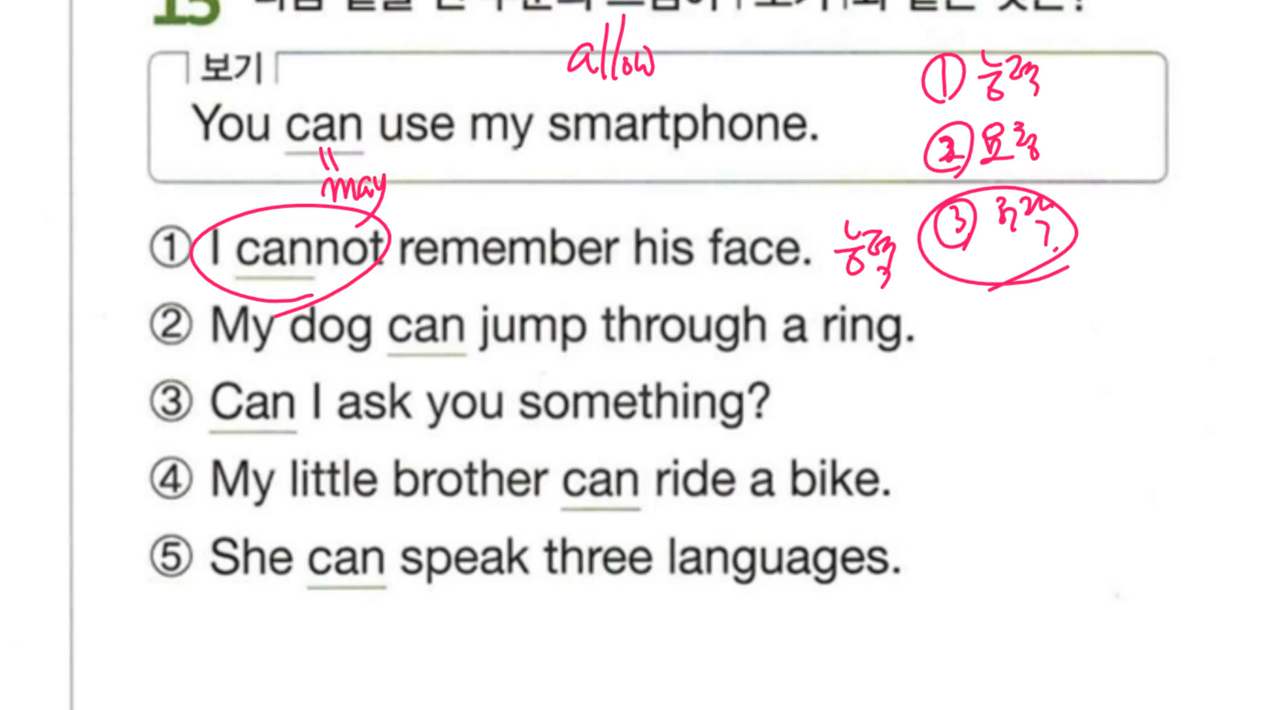 15
allow
보기
① 능력
You can use my smartphone.
② 요청
may
③ 허락
① I cannot remember his face. 능력
② My dog can jump through a ring.
③ Can I ask you something?
④ My little brother can ride a bike.
⑤ She can speak three languages.